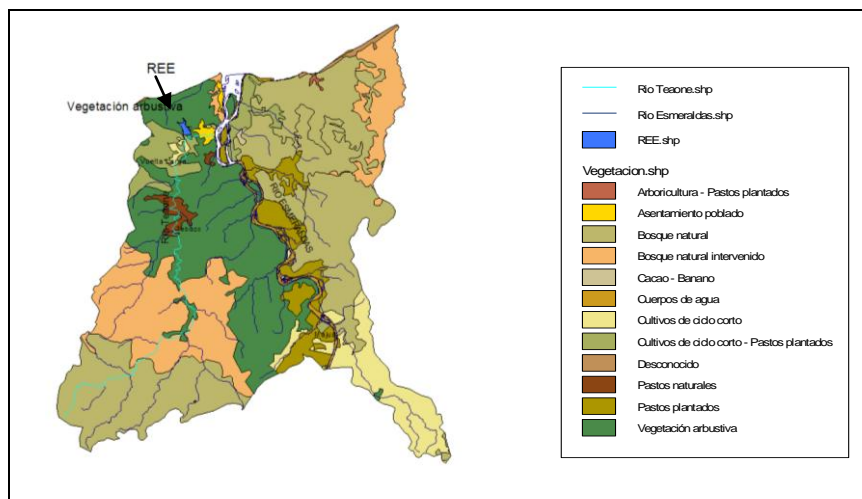 REE
Vegetación arbustiva
RIO ESMERALDAS
Rio Teaone.shp
Rio Esmeraldas.shp
REE.shp
Vegetacion.shp
Arboricultura - Pastos plantados
Asentamiento poblado
Bosque natural
Bosque natural intervenido
Cacao - Banano
Cuerpos de agua
Cultivos de ciclo corto
Cultivos de ciclo corto - Pastos plantados
Desconocido
Pastos naturales
Pastos plantados
Vegetación arbustiva